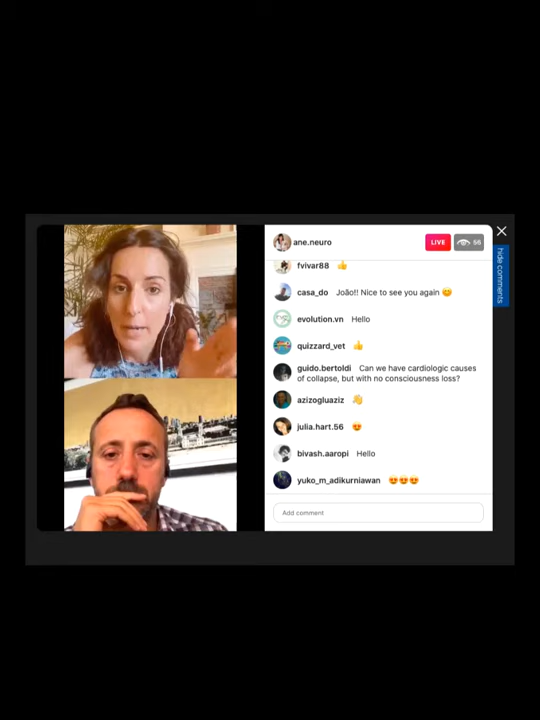 ane.neuro
LIVE
56
hide comments
fvivar88 👍
casa_do João!! Nice to see you again 😊
evolution.vn Hello
quizzard_vet 👍
guido.bertoldi Can we have cardiologic causes
of collapse, but with no consciousness loss?
azizogluaziz 👋
julia.hart.56 😍
bivash.aaropi Hello
yuko_m_adikurniawan 😍😍😍
Add comment